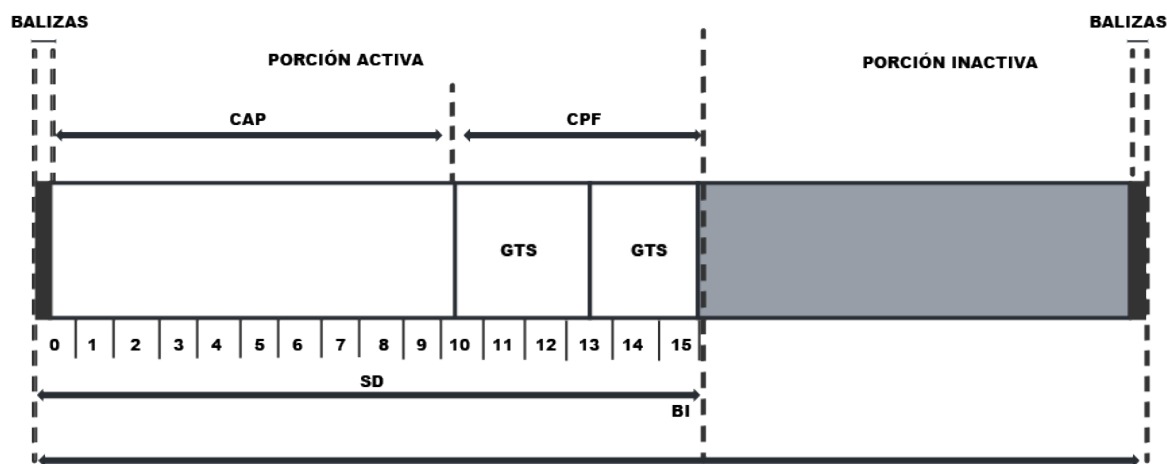 BALIZAS
BALIZAS
PORCIÓN ACTIVA
PORCIÓN INACTIVA
CAP
CPF
GTS
GTS
0 1 2 3 4 5 6 7 8 9 10 11 12 13 14 15
SD
BI